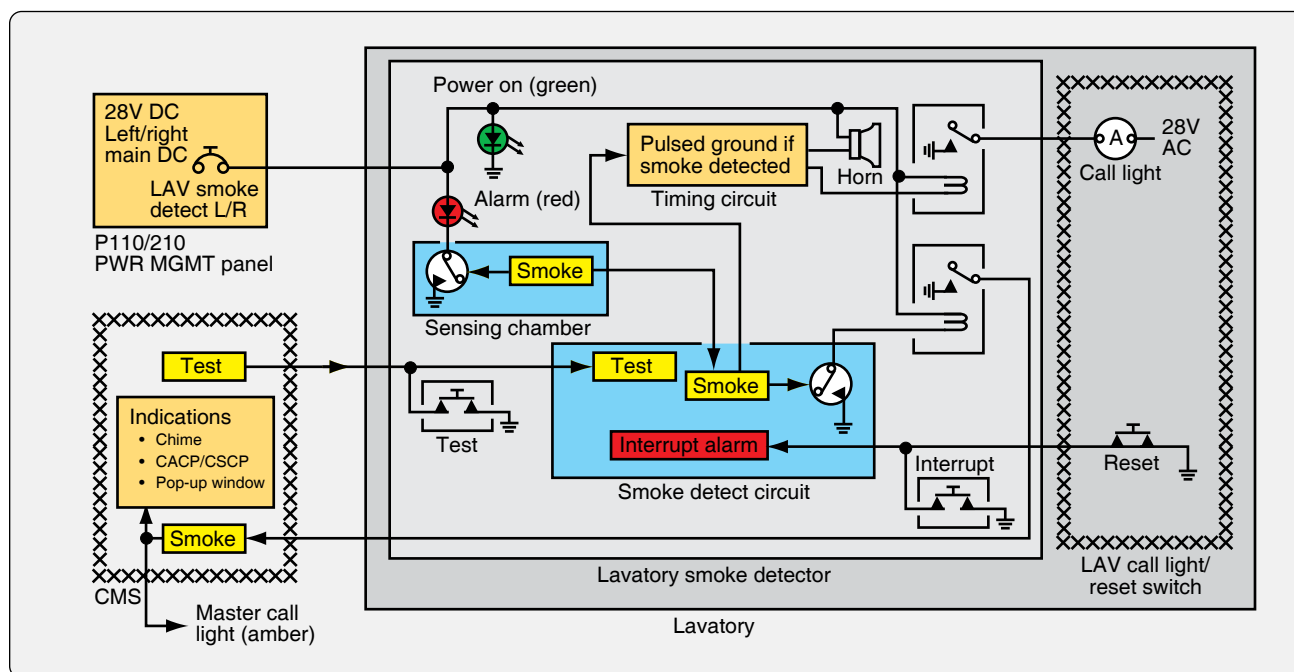 28V DC
Left/right
main DC
LAV smoke
detect L/R
P110/210
PWR MGMT panel
Power on (green)
Alarm (red)
Pulsed ground if
smoke detected
Timing circuit
Horn
A
28V
AC
Call light
Smoke
Sensing chamber
Test
Test
Test
Smoke
Interrupt alarm
Smoke detect circuit
Interrupt
Reset
Indications
• Chime
• CACP/CSCP
• Pop-up window
Smoke
CMS
Master call
light (amber)
Lavatory smoke detector
LAV call light/
reset switch
Lavatory